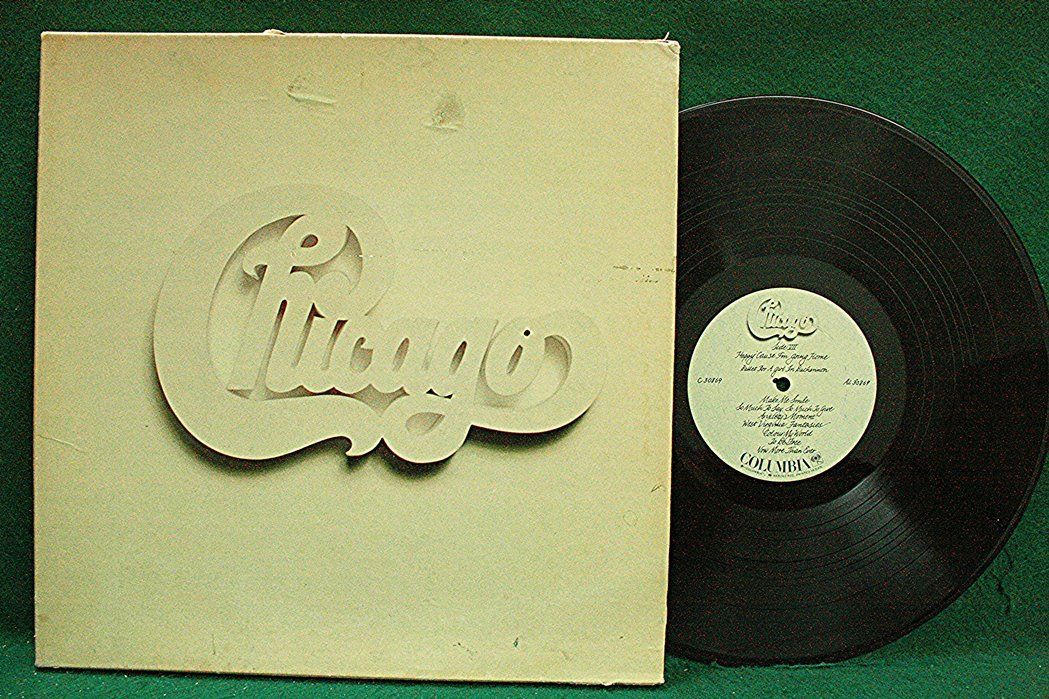 Chicago
Chicago
Side III
Happy 'Cause I'm Going Home
Ballet For A Girl In Buchannon
C-30869
AL 30869
Make Me Smile
So Much To Say, So Much To Give
Anxiety's Moment
West Virginia Fantasies
Colour My World
To Be Free
Now More Than Ever
COLUMBIA